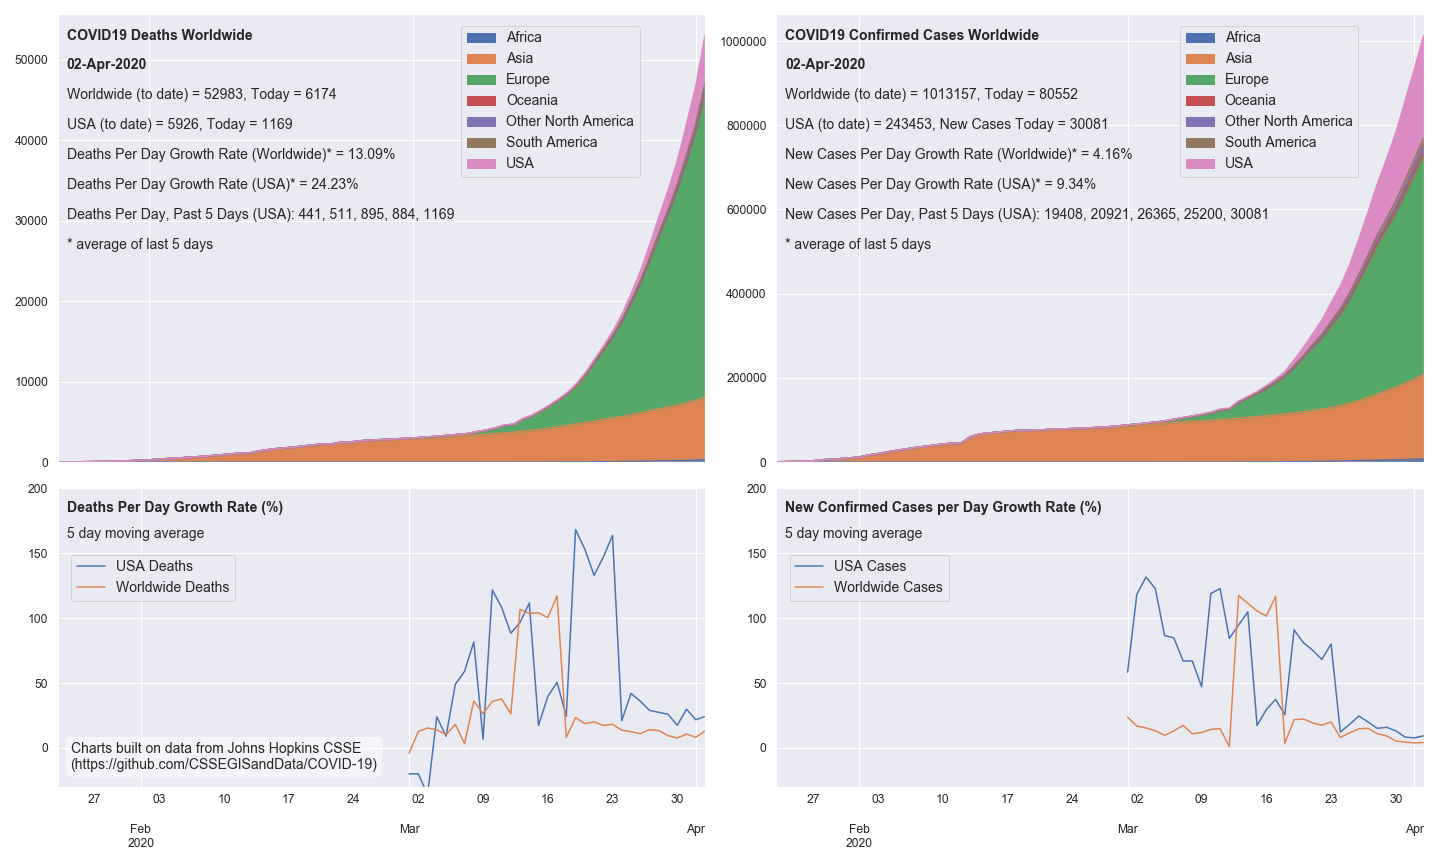 COVID19 Deaths Worldwide
02-Apr-2020
Worldwide (to date) = 52983, Today = 6174
USA (to date) = 5926, Today = 1169
Deaths Per Day Growth Rate (Worldwide)* = 13.09%
Deaths Per Day Growth Rate (USA)* = 24.23%
Deaths Per Day, Past 5 Days (USA): 441, 511, 895, 884, 1169
* average of last 5 days
Africa
Asia
Europe
Oceania
Other North America
South America
USA
50000
40000
30000
20000
10000
0
COVID19 Confirmed Cases Worldwide
02-Apr-2020
Worldwide (to date) = 1013157, Today = 80552
USA (to date) = 243453, New Cases Today = 30081
New Cases Per Day Growth Rate (Worldwide)* = 4.16%
New Cases Per Day Growth Rate (USA)* = 9.34%
New Cases Per Day, Past 5 Days (USA): 19408, 20921, 26365, 25200, 30081
* average of last 5 days
Africa
Asia
Europe
Oceania
Other North America
South America
USA
1000000
800000
600000
400000
200000
0
Deaths Per Day Growth Rate (%)
5 day moving average
USA Deaths
Worldwide Deaths
200
150
100
50
0
Charts built on data from Johns Hopkins CSSE
(https://github.com/CSSEGISandData/COVID-19)
27 03 10 17 24 02 09 16 23 30
Feb Mar Apr
2020
New Confirmed Cases per Day Growth Rate (%)
5 day moving average
USA Cases
Worldwide Cases
200
150
100
50
0
27 03 10 17 24 02 09 16 23 30
Feb Mar Apr
2020